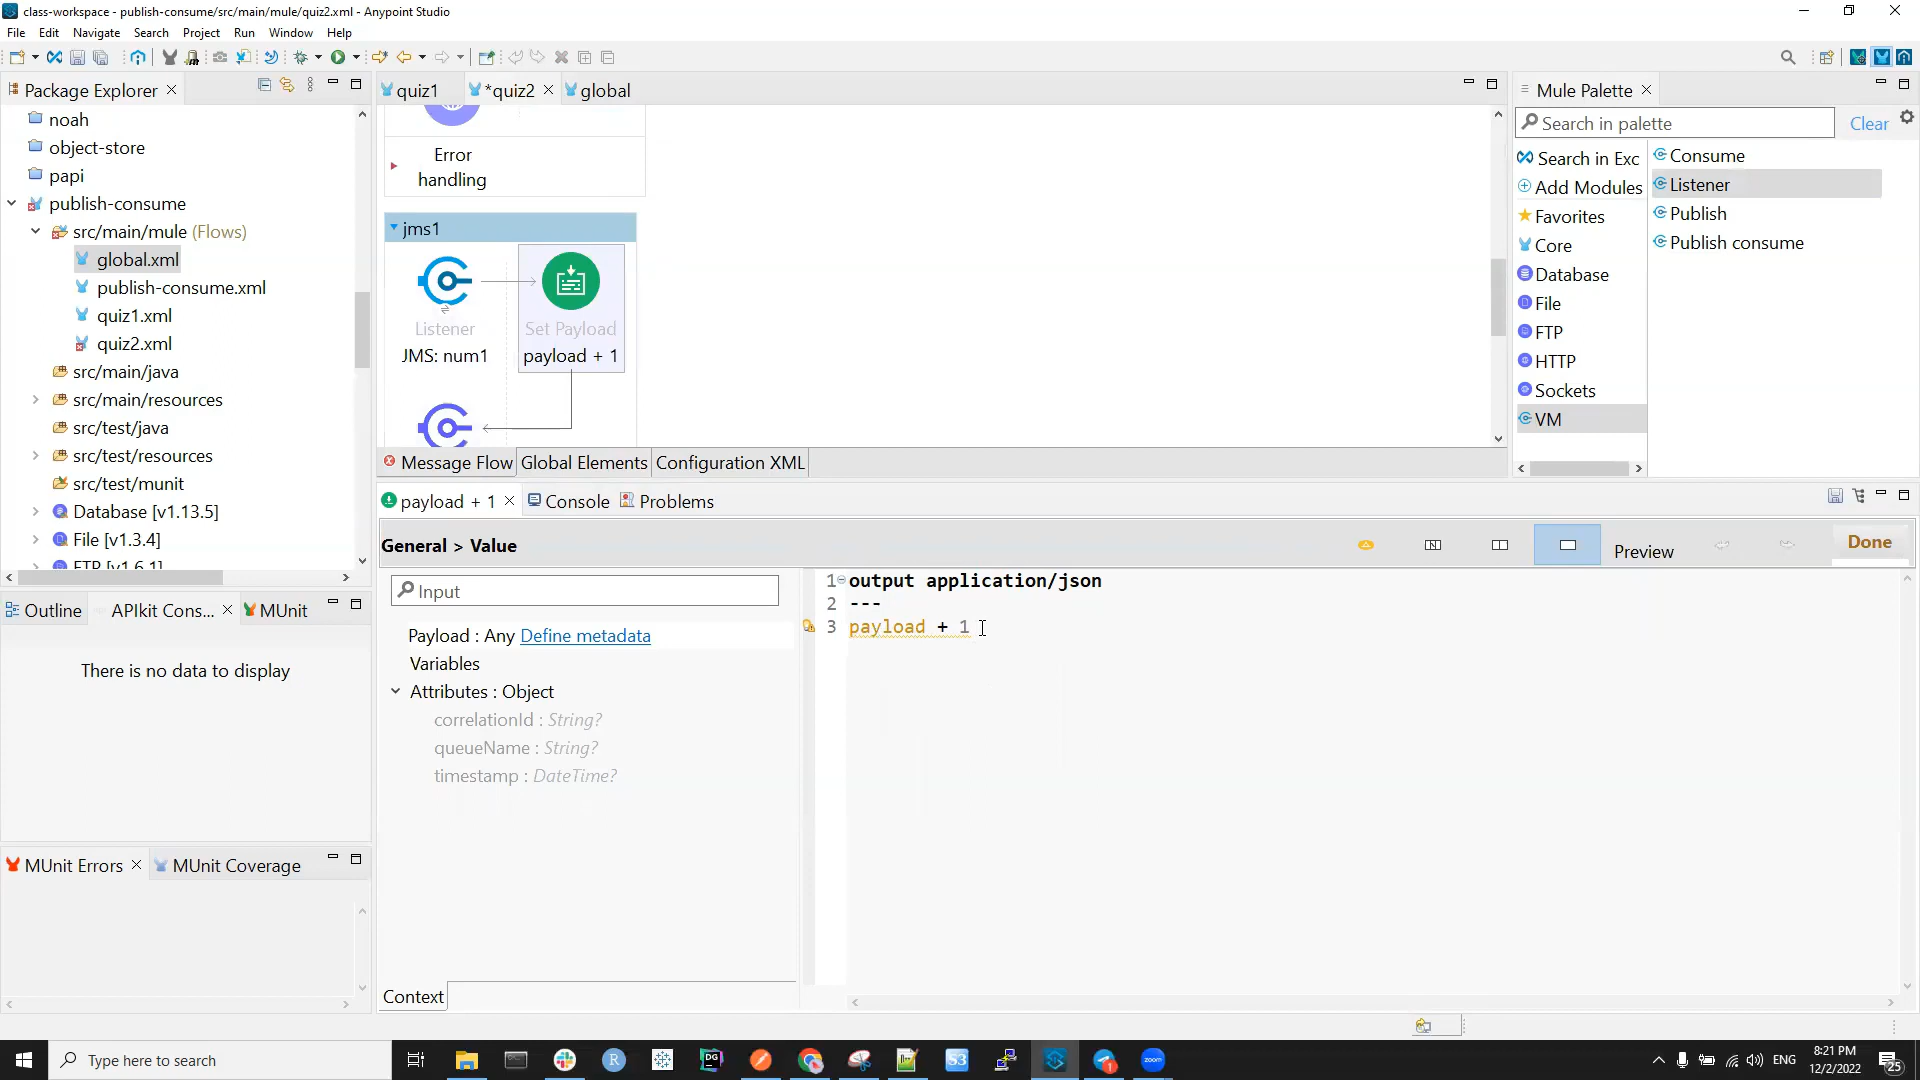 class-workspace - publish-consume/src/main/mule/quiz2.xml - Anypoint Studio
File Edit Navigate Search Project Run Window Help
Package Explorer
noah
object-store
papi
publish-consume
src/main/mule (Flows)
global.xml
publish-consume.xml
quiz1.xml
quiz2.xml
src/main/java
src/main/resources
src/test/java
src/test/resources
src/test/munit
Database [v1.13.5]
File [v1.3.4]
FTP [v1.6.1]
quiz1 *quiz2 global
Error handling
jms1
Listener
JMS: num1
Set Payload
payload + 1
Message Flow Global Elements Configuration XML
Mule Palette
Search in palette Clear
Search in Exc
Add Modules
Favorites
Core
Database
File
FTP
HTTP
Sockets
VM
Consume
Listener
Publish
Publish consume
payload + 1 Console Problems
General > Value
Preview Done
Input
Payload : Any Define metadata
Variables
Attributes : Object
correlationId : String?
queueName : String?
timestamp : DateTime?
Context
1 output application/json
2 ---
3 payload + 1
Outline APIkit Cons... MUnit
There is no data to display
MUnit Errors MUnit Coverage
Type here to search
DG
S3
zoom
ENG
8:21 PM
12/2/2022
25